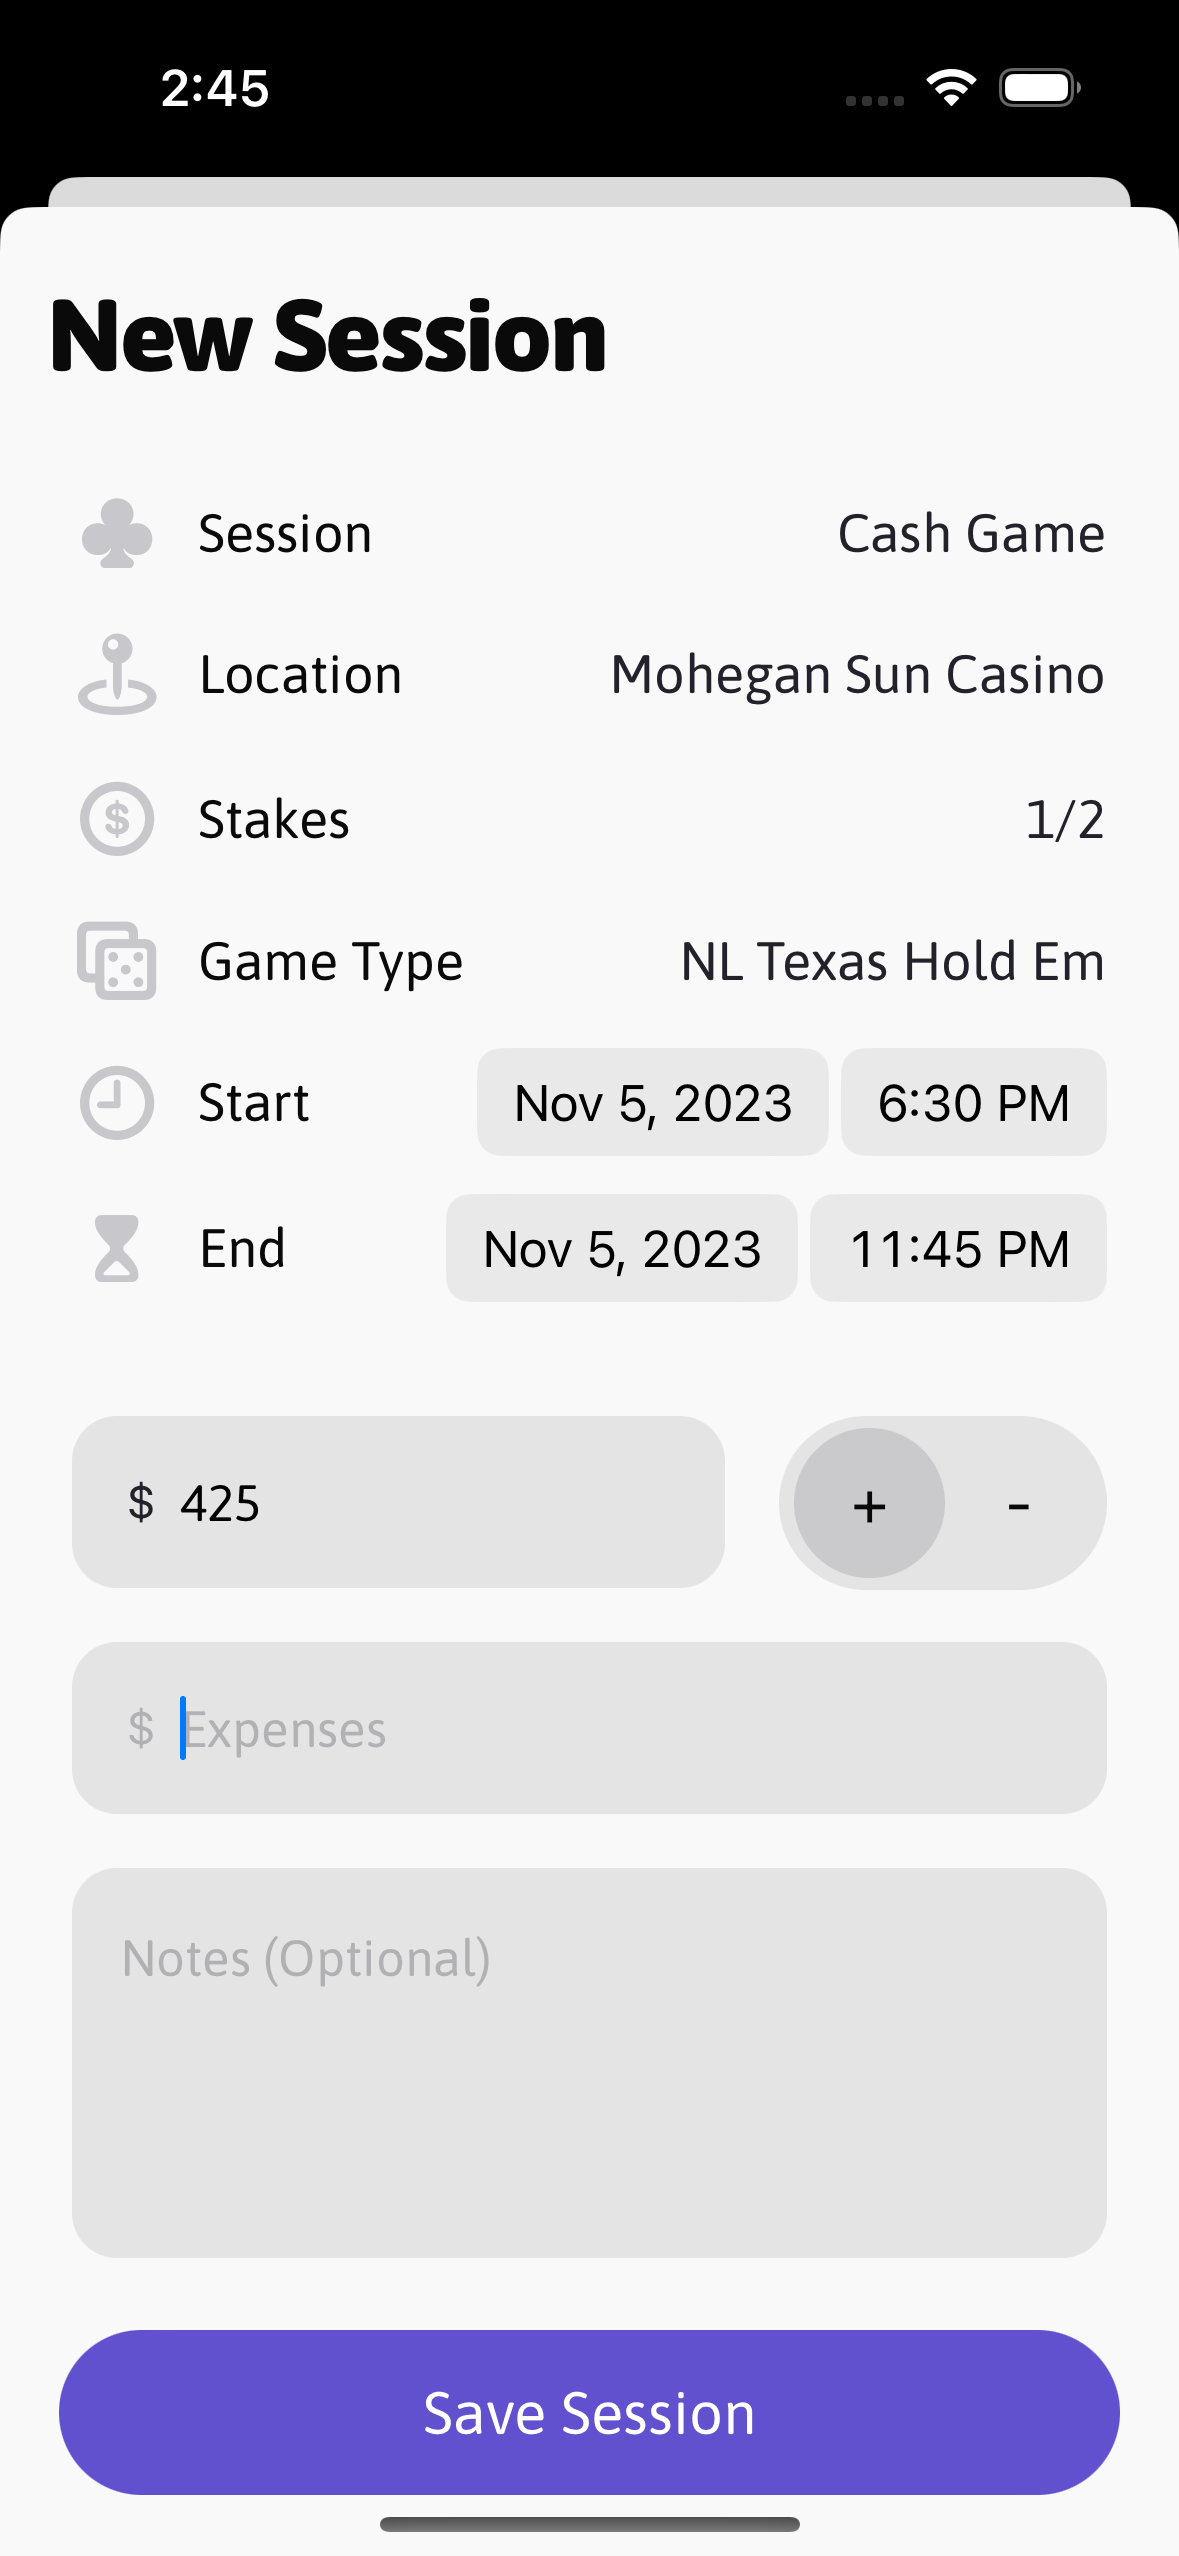 2:45
New Session
Session Cash Game
Location Mohegan Sun Casino
$ Stakes 1/2
Game Type NL Texas Hold Em
Start Nov 5, 2023 6:30 PM
End Nov 5, 2023 11:45 PM
$ 425 + -
$ Expenses
Notes (Optional)
Save Session